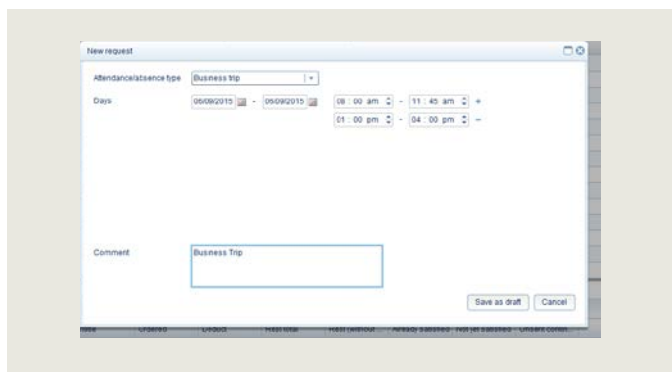 New request
Attendance/absence type Business trip
Days 06/09/2015 - 06/09/2015 08 : 00 am - 11 : 45 am +
01 : 00 pm - 04 : 00 pm −
Comment Business Trip
Save as draft Cancel
Ordered Deduct Rest total Rest (without ... Already satisfied Not yet satisfied